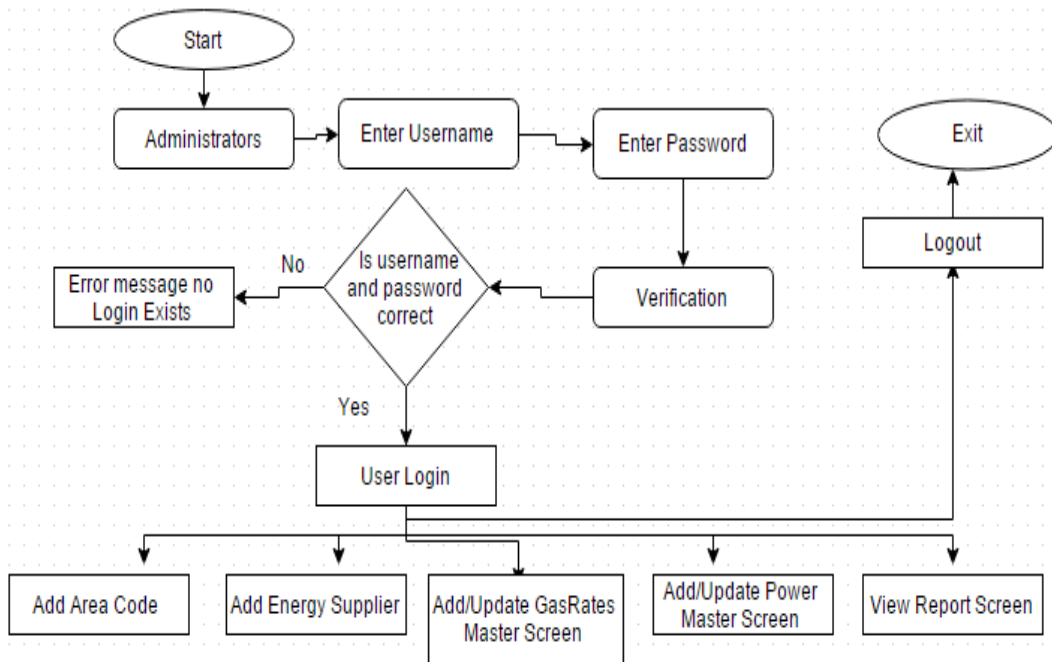 Start
Administrators
Enter Username
Enter Password
Exit
Logout
Is username
and password
correct
No
Error message no
Login Exists
Verification
Yes
User Login
Add Area Code
Add Energy Supplier
Add/Update GasRates
Master Screen
Add/Update Power
Master Screen
View Report Screen